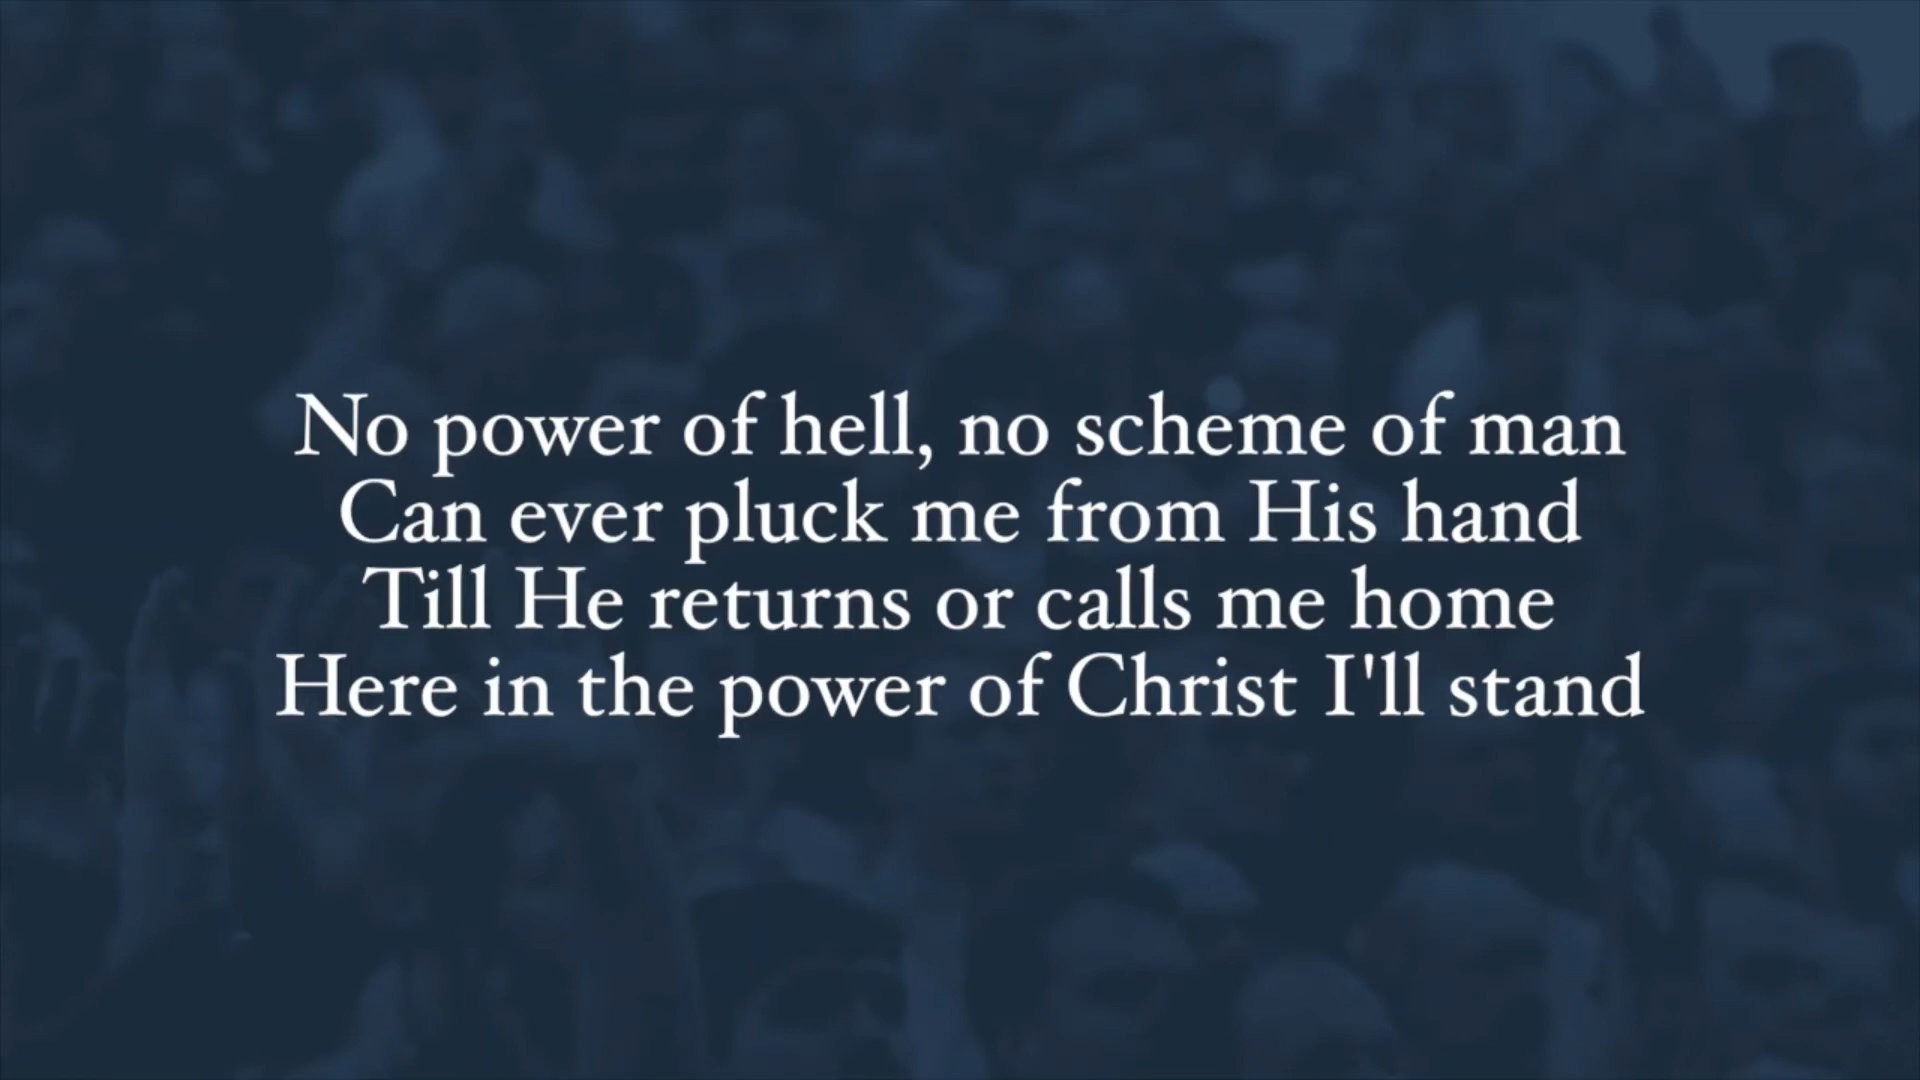 No power of hell, no scheme of man
Can ever pluck me from His hand
Till He returns or calls me home
Here in the power of Christ I'll stand